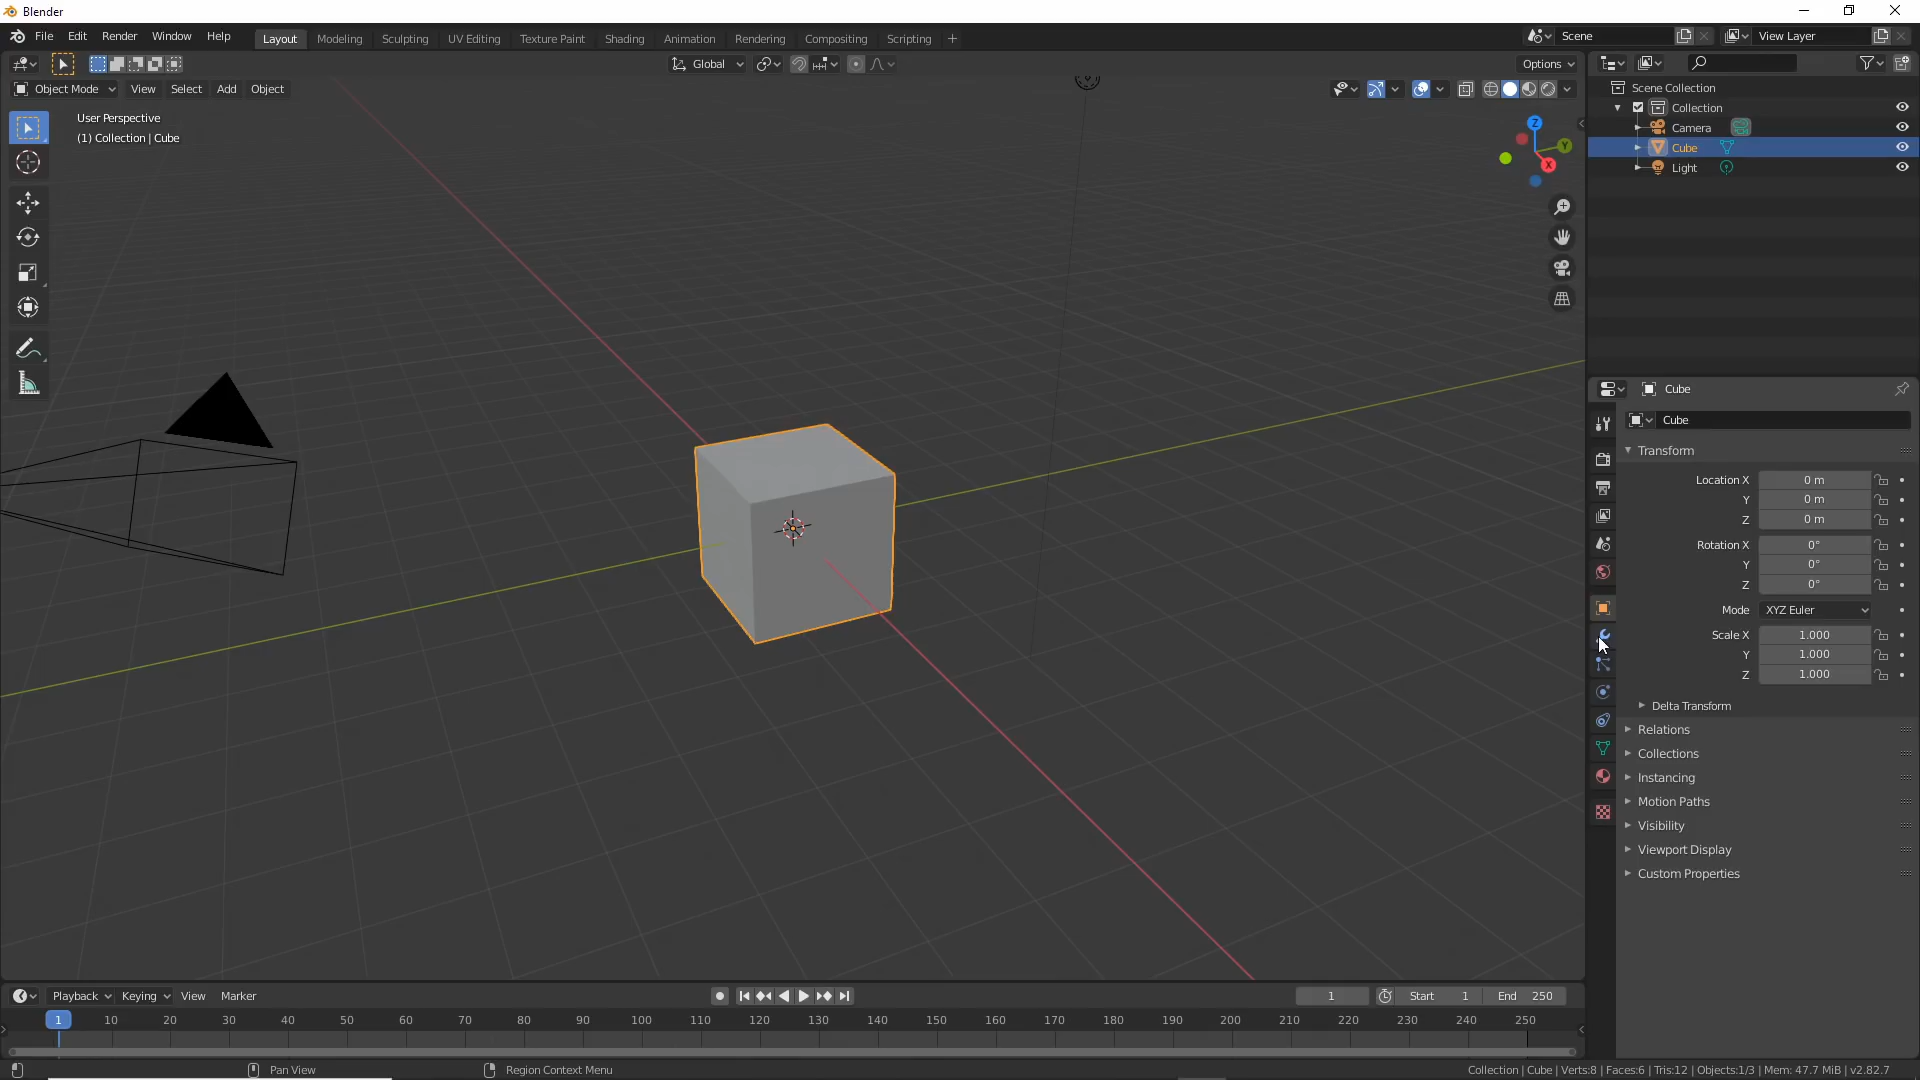 Blender
File Edit Render Window Help
Layout Modeling Sculpting UV Editing Texture Paint Shading Animation Rendering Compositing Scripting +
Scene
View Layer
Global
Options
Object Mode View Select Add Object
User Perspective
(1) Collection | Cube
Z
Y
X
Scene Collection
Collection
Camera
Cube
Light
Cube
Cube
Transform
Location X 0 m
Y 0 m
Z 0 m
Rotation X 0°
Y 0°
Z 0°
Mode XYZ Euler
Scale X 1.000
Y 1.000
Z 1.000
Delta Transform
Relations
Collections
Instancing
Motion Paths
Visibility
Viewport Display
Custom Properties
Playback Keying View Marker
1 Start 1 End 250
1 10 20 30 40 50 60 70 80 90 100 110 120 130 140 150 160 170 180 190 200 210 220 230 240 250
Pan View
Region Context Menu
Collection | Cube | Verts:8 | Faces:6 | Tris:12 | Objects:1/3 | Mem: 47.7 MiB | v2.82.7